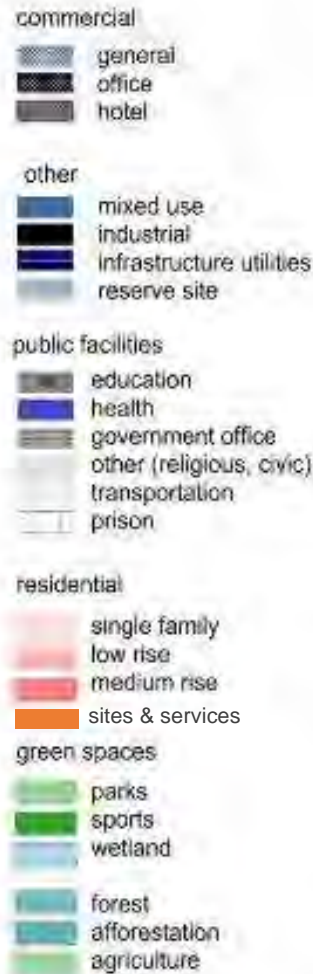 commercial
general
office
hotel
other
mixed use
industrial
infrastructure utilities
reserve site
public facilities
education
health
government office
other (religious, civic)
transportation
prison
residential
single family
low rise
medium rise
sites & services
green spaces
parks
sports
wetland
forest
afforestation
agriculture